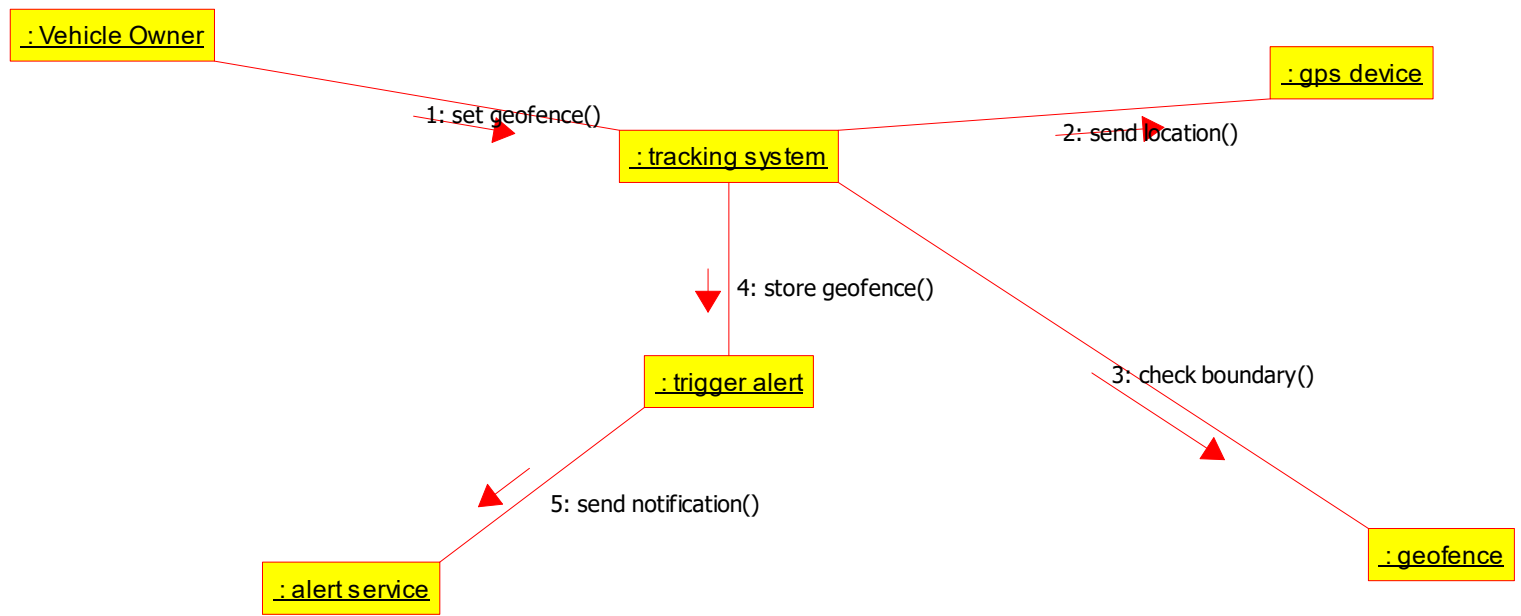 : Vehicle Owner
: gps device
1: set geofence()
2: send location()
: tracking system
4: store geofence()
3: check boundary()
: trigger alert
5: send notification()
: geofence
: alert service